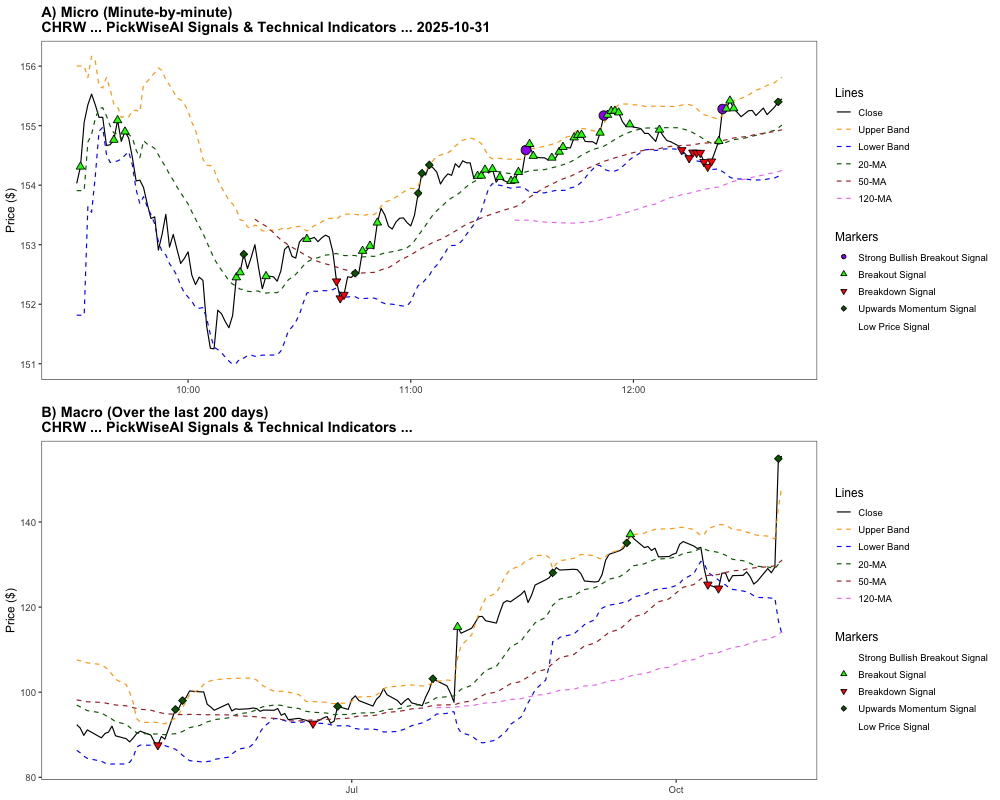 A) Micro (Minute-by-minute)
CHRW ... PickWiseAI Signals & Technical Indicators ... 2025-10-31
Price ($)
156
155
154
153
152
151
10:00
11:00
12:00
Lines
Close
Upper Band
Lower Band
20-MA
50-MA
120-MA
Markers
Strong Bullish Breakout Signal
Breakout Signal
Breakdown Signal
Upwards Momentum Signal
Low Price Signal
B) Macro (Over the last 200 days)
CHRW ... PickWiseAI Signals & Technical Indicators ...
Price ($)
140
120
100
80
Jul
Oct
Lines
Close
Upper Band
Lower Band
20-MA
50-MA
120-MA
Markers
Strong Bullish Breakout Signal
Breakout Signal
Breakdown Signal
Upwards Momentum Signal
Low Price Signal